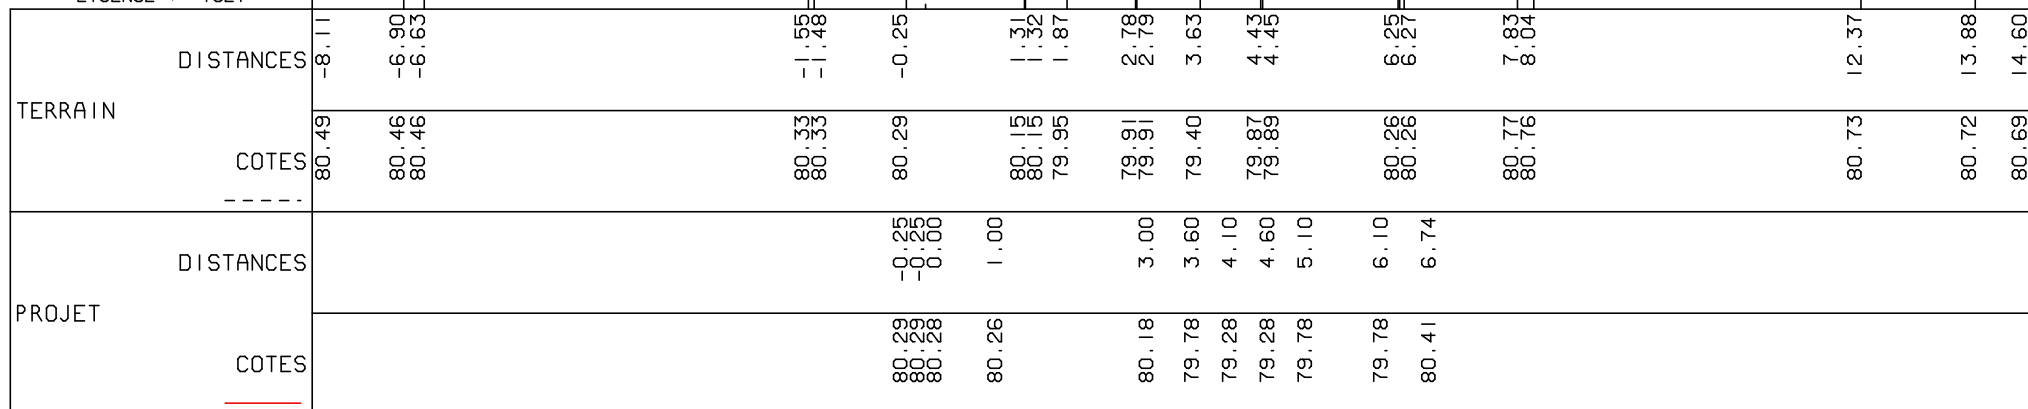 DISTANCES -8.11 -6.90 -6.63 -1.55 -1.48 -0.25 1.31 1.32 1.87 2.78 2.79 3.63 4.43 4.45 6.25 6.27 7.83 8.04 12.37 13.88 14.60
TERRAIN
COTES 80.49 80.46 80.46 80.33 80.33 80.29 80.15 80.15 79.95 79.91 79.91 79.40 79.87 79.89 80.26 80.26 80.77 80.76 80.73 80.72 80.69
DISTANCES -0.25 -0.25 0.00 1.00 3.00 3.60 4.10 4.60 5.10 6.10 6.74
PROJET
COTES 80.29 80.29 80.28 80.26 80.18 79.78 79.28 79.28 79.78 79.78 80.41